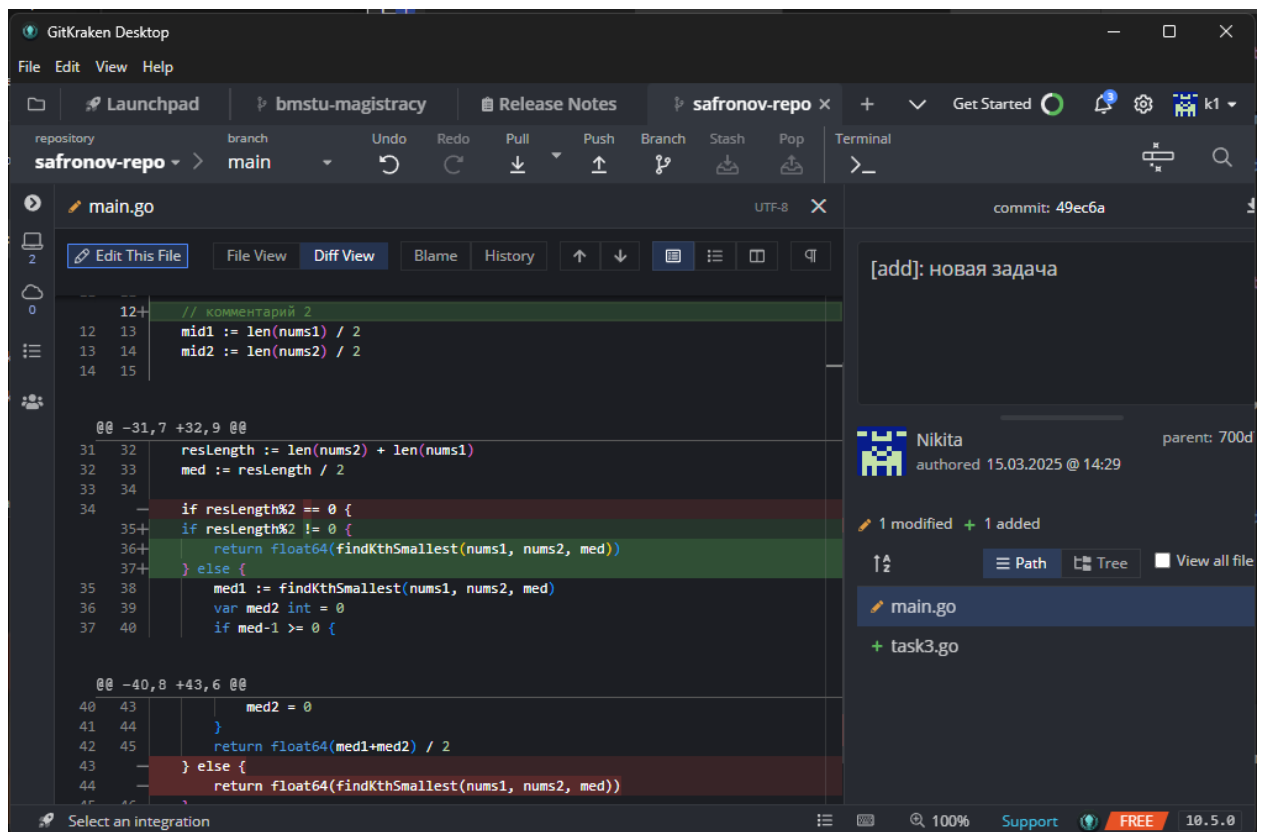 GitKraken Desktop
File Edit View Help
Launchpad bmstu-magistracy Release Notes safronov-repo Get Started 3 k1
repository branch Undo Redo Pull Push Branch Stash Pop Terminal
safronov-repo main
main.go UTF-8
commit: 49ec6a
2
Edit This File File View Diff View Blame History
0
[add]: новая задача
12+ // комментарий 2
12 13 mid1 := len(nums1) / 2
13 14 mid2 := len(nums2) / 2
14 15
@@ -31,7 +32,9 @@
31 32 resLength := len(nums2) + len(nums1)
32 33 med := resLength / 2
33 34
34 — if resLength%2 == 0 {
35+ if resLength%2 != 0 {
36+ return float64(findKthSmallest(nums1, nums2, med))
37+ } else {
35 38 med1 := findKthSmallest(nums1, nums2, med)
36 39 var med2 int = 0
37 40 if med-1 >= 0 {
@@ -40,8 +43,6 @@
40 43 med2 = 0
41 44 }
42 45 return float64(med1+med2) / 2
43 — } else {
44 — return float64(findKthSmallest(nums1, nums2, med))
Nikita parent: 700d
authored 15.03.2025 @ 14:29
1 modified + 1 added
Path Tree View all file
main.go
+ task3.go
Select an integration 100% Support FREE 10.5.0